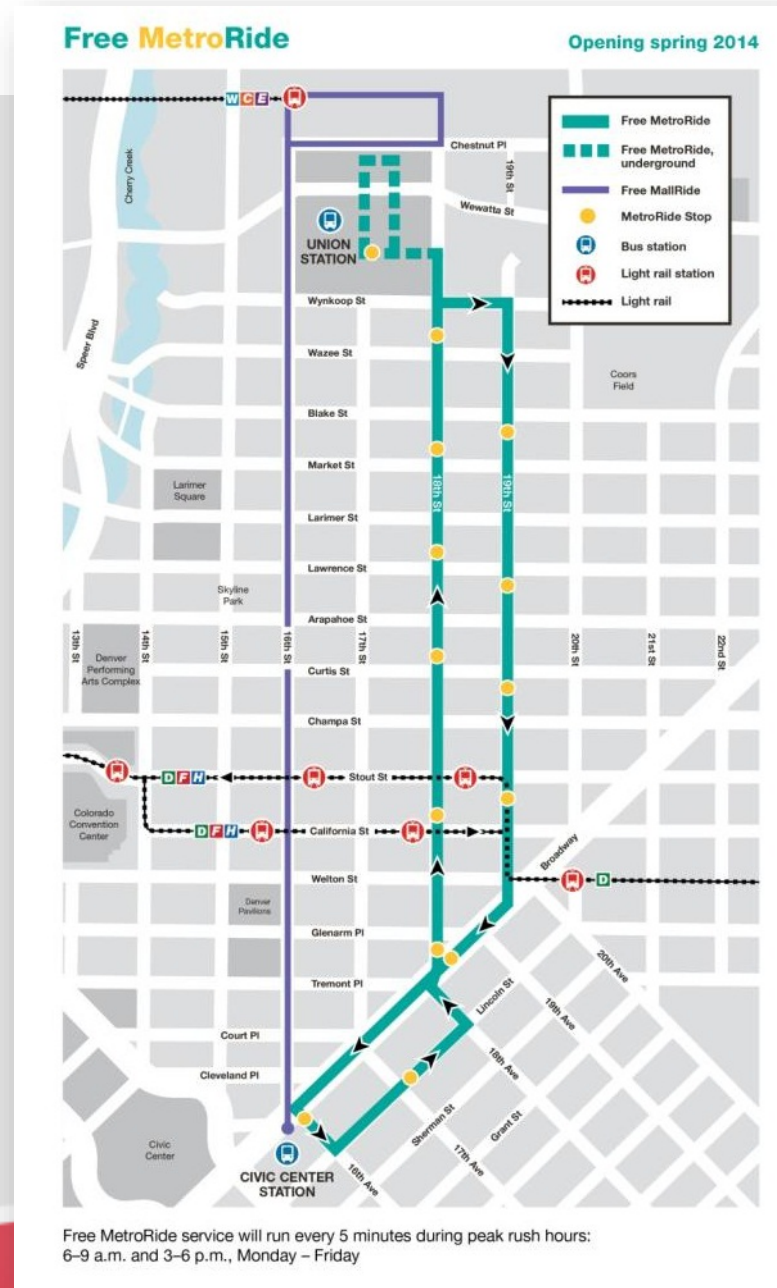 Free MetroRide
Opening spring 2014
W C E
Free MetroRide
Free MetroRide,
underground
Free MallRide
MetroRide Stop
Bus station
Light rail station
Light rail
Chestnut Pl
19th St
Cherry Creek
Wewatta St
UNION
STATION
Wynkoop St
Speer Blvd
Wazee St
Coors
Field
Blake St
Market St
Larimer
Square
18th St
19th St
Larimer St
Lawrence St
Skyline
Park
Arapahoe St
13th St
14th St
15th St
16th St
17th St
20th St
21st St
22nd St
Denver
Performing
Arts Complex
Curtis St
Champa St
D F H
Stout St
Colorado
Convention
Center
D F H
California St
Broadway
Welton St
D
Denver
Pavilions
Glenarm Pl
20th Ave
Tremont Pl
Lincoln St
19th Ave
Court Pl
18th Ave
Cleveland Pl
Sherman St
Grant St
Civic
Center
17th Ave
CIVIC CENTER
STATION
16th Ave
Free MetroRide service will run every 5 minutes during peak rush hours:
6–9 a.m. and 3–6 p.m., Monday – Friday